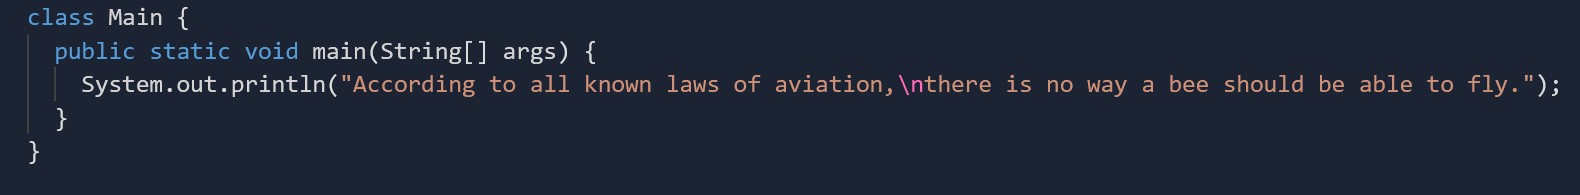 class Main {
  public static void main(String[] args) {
    System.out.println("According to all known laws of aviation,\nthere is no way a bee should be able to fly.");
  }
}